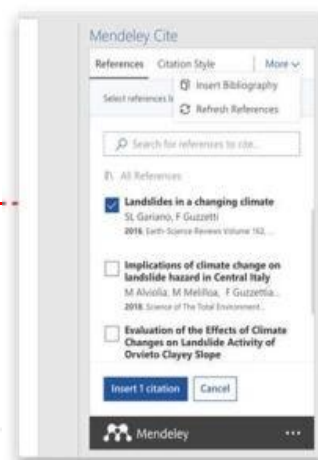 Mendeley Cite
References Citation Style More
Insert Bibliography
Select references
Refresh References
Search for references to cite...
All References
Landslides in a changing climate
SL Gariano, F Guzzetti
2016, Earth-Science Reviews Volume 162, ...
Implications of climate change on
landslide hazard in Central Italy
M Alvioli, M Melillo, F Guzzetti...
2018, Science of The Total Environment...
Evaluation of the Effects of Climate
Changes on Landslide Activity of
Orvieto Clayey Slope
Insert 1 citation Cancel
Mendeley ...